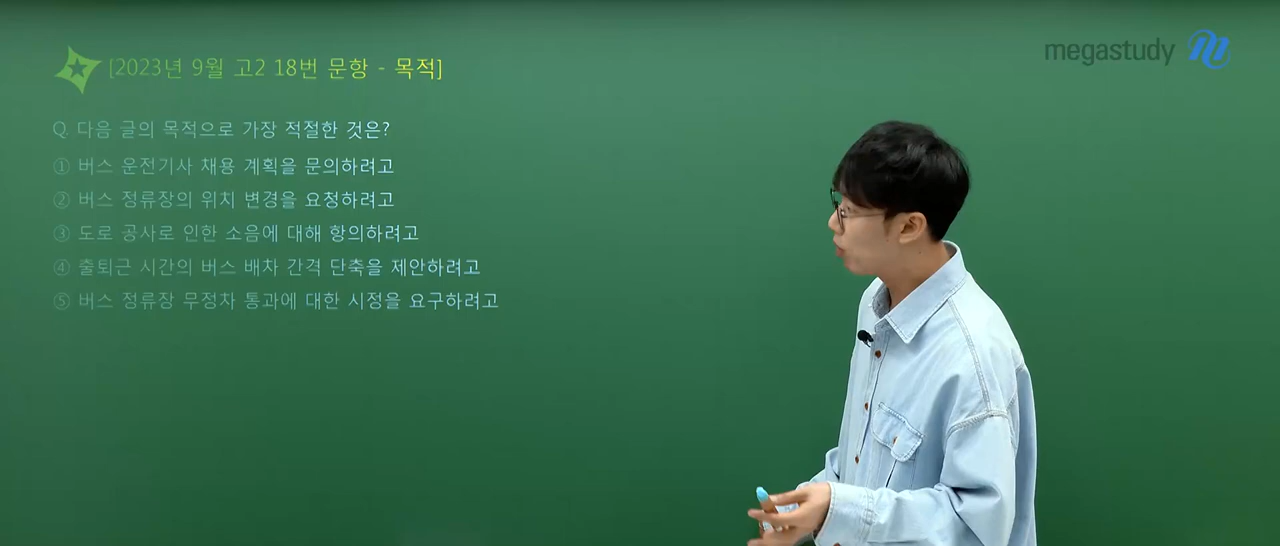 [2023년 9월 고2 18번 문항 - 목적]
megastudy
Q. 다음 글의 목적으로 가장 적절한 것은?
① 버스 운전기사 채용 계획을 문의하려고
② 버스 정류장의 위치 변경을 요청하려고
③ 도로 공사로 인한 소음에 대해 항의하려고
④ 출퇴근 시간의 버스 배차 간격 단축을 제안하려고
⑤ 버스 정류장 무정차 통과에 대한 시정을 요구하려고